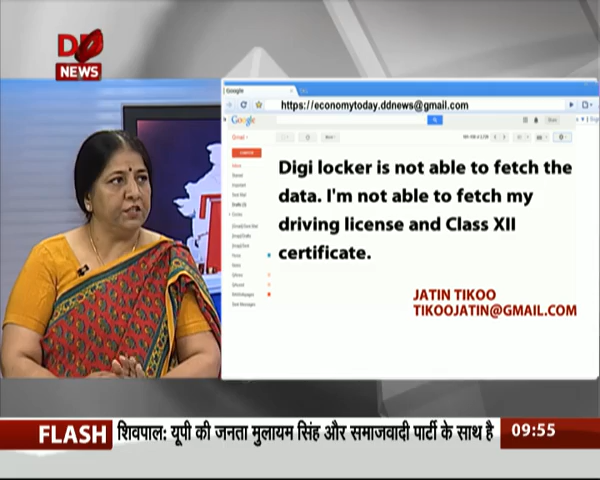 DD
NEWS
Google
https://economytoday.ddnews@gmail.com
Google
Gmail
Digi locker is not able to fetch the
data. I'm not able to fetch my
driving license and Class XII
certificate.
JATIN TIKOO
TIKOOJATIN@GMAIL.COM
FLASH शिवपाल: यूपी की जनता मुलायम सिंह और समाजवादी पार्टी के साथ है 09:55